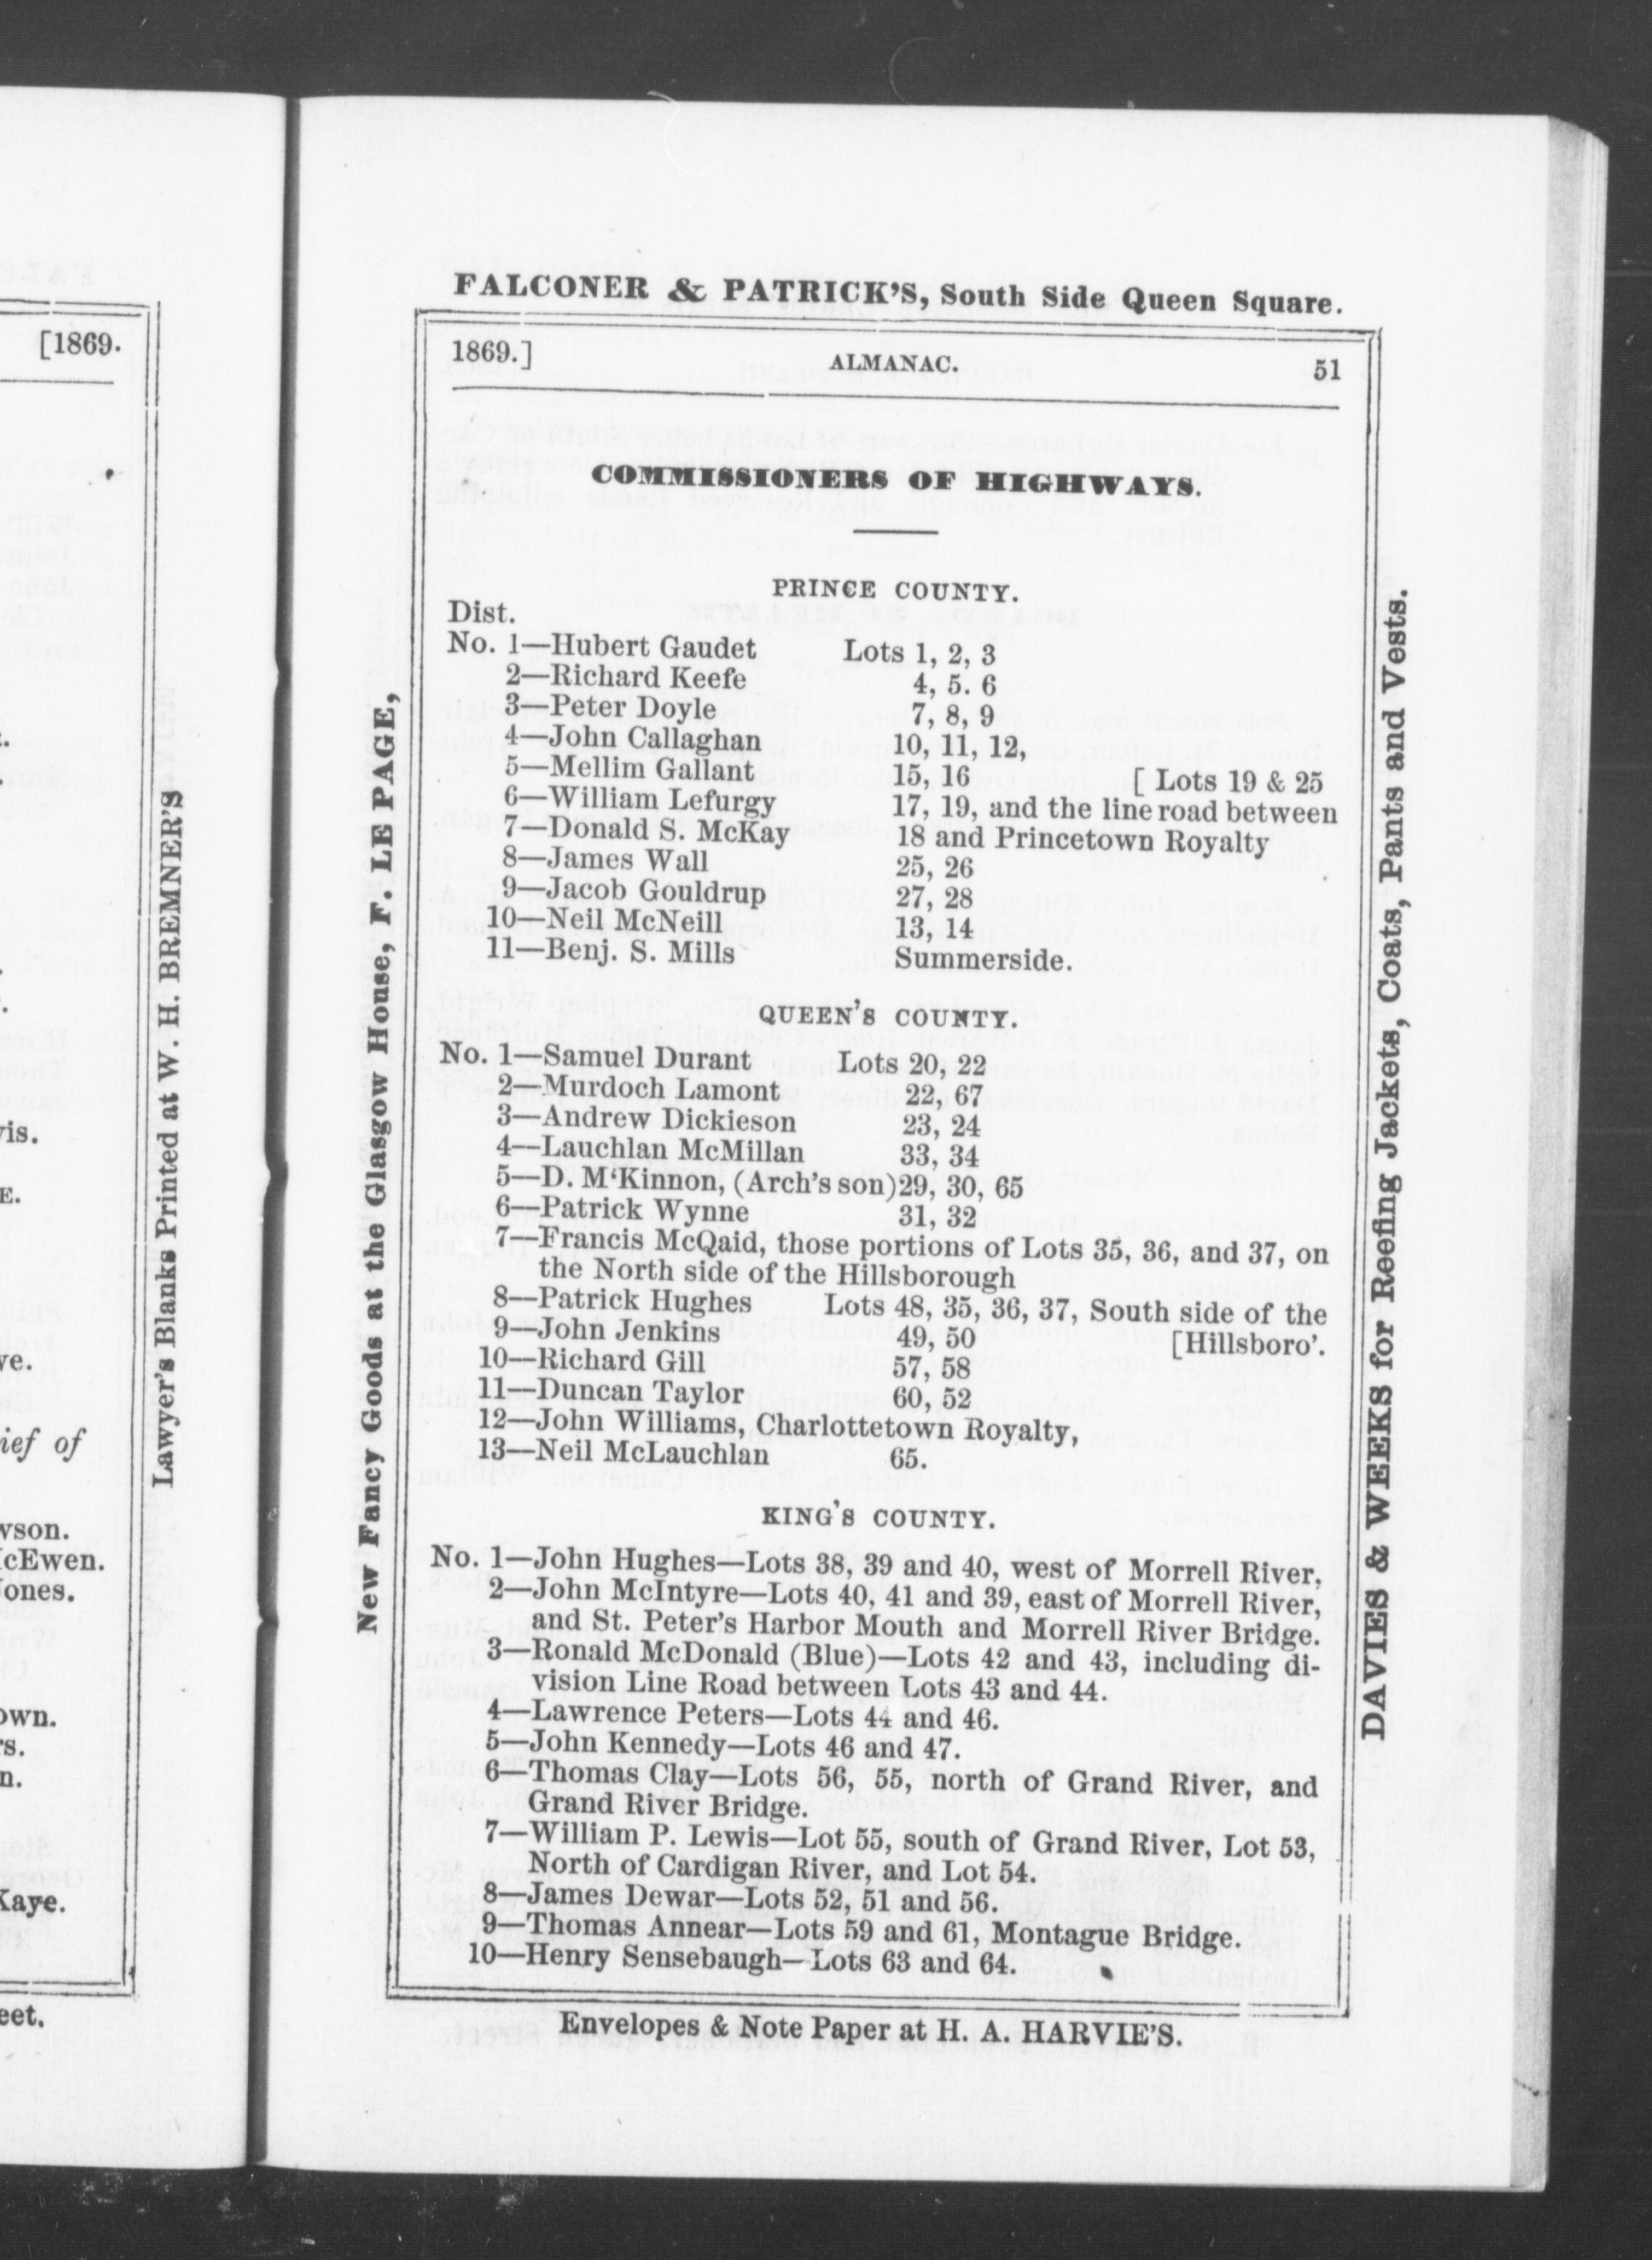 [1869.
vis.
E.
ve.
ief of
wson.
cEwen.
Jones.
own.
rs.
n.
Kaye.
eet.
Lawyer's Blanks Printed at W. H. BREMNER'S
FALCONER & PATRICK'S, South Side Queen Square.
1869.] ALMANAC. 51
COMMISSIONERS OF HIGHWAYS.
PRINCE COUNTY.
Dist.
No. 1—Hubert Gaudet Lots 1, 2, 3
2—Richard Keefe 4, 5. 6
3—Peter Doyle 7, 8, 9
4—John Callaghan 10, 11, 12,
5—Mellim Gallant 15, 16 [ Lots 19 & 25
6—William Lefurgy 17, 19, and the line road between
7—Donald S. McKay 18 and Princetown Royalty
8—James Wall 25, 26
9—Jacob Gouldrup 27, 28
10—Neil McNeill 13, 14
11—Benj. S. Mills Summerside.
QUEEN'S COUNTY.
No. 1—Samuel Durant Lots 20, 22
2—Murdoch Lamont 22, 67
3—Andrew Dickieson 23, 24
4—Lauchlan McMillan 33, 34
5—D. M‘Kinnon, (Arch's son) 29, 30, 65
6—Patrick Wynne 31, 32
7—Francis McQaid, those portions of Lots 35, 36, and 37, on
the North side of the Hillsborough
8—Patrick Hughes Lots 48, 35, 36, 37, South side of the
9—John Jenkins 49, 50 [Hillsboro'.
10—Richard Gill 57, 58
11—Duncan Taylor 60, 52
12—John Williams, Charlottetown Royalty,
13—Neil McLauchlan 65.
KING'S COUNTY.
No. 1—John Hughes—Lots 38, 39 and 40, west of Morrell River,
2—John McIntyre—Lots 40, 41 and 39, east of Morrell River,
and St. Peter's Harbor Mouth and Morrell River Bridge.
3—Ronald McDonald (Blue)—Lots 42 and 43, including di-
vision Line Road between Lots 43 and 44.
4—Lawrence Peters—Lots 44 and 46.
5—John Kennedy—Lots 46 and 47.
6—Thomas Clay—Lots 56, 55, north of Grand River, and
Grand River Bridge.
7—William P. Lewis—Lot 55, south of Grand River, Lot 53,
North of Cardigan River, and Lot 54.
8—James Dewar—Lots 52, 51 and 56.
9—Thomas Annear—Lots 59 and 61, Montague Bridge.
10—Henry Sensebaugh—Lots 63 and 64.
Envelopes & Note Paper at H. A. HARVIE'S.
New Fancy Goods at the Glasgow House, F. LE PAGE,
DAVIES & WEEKS for Reefing Jackets, Coats, Pants and Vests.